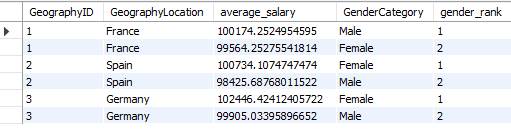 GeographyID GeographyLocation average_salary GenderCategory gender_rank
1 France 100174.2524954595 Male 1
1 France 99564.25275541814 Female 2
2 Spain 100734.1074747474 Female 1
2 Spain 98425.68768011522 Male 2
3 Germany 102446.42412405722 Female 1
3 Germany 99905.03395896652 Male 2